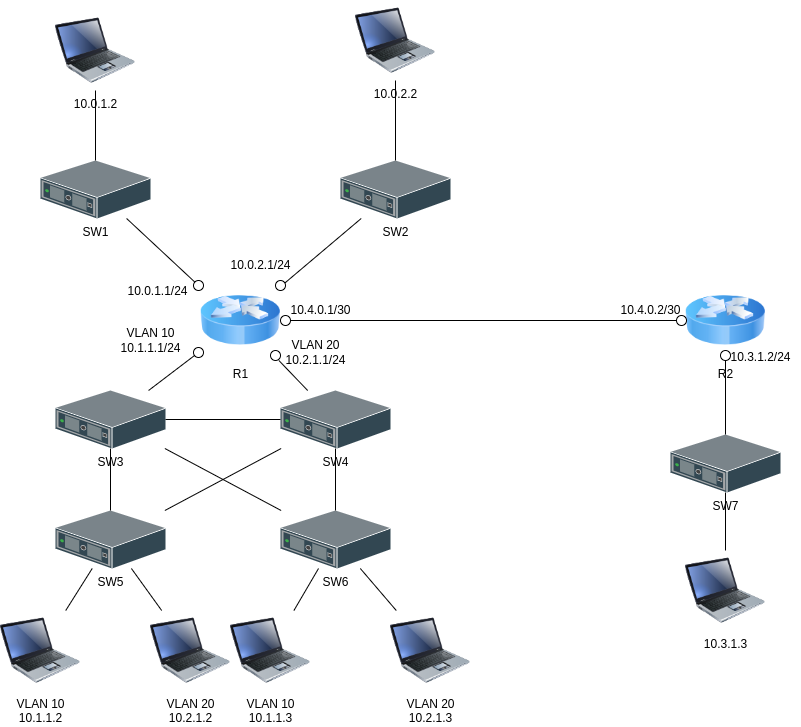 10.0.1.2
10.0.2.2
SW1
SW2
10.0.2.1/24
10.0.1.1/24
10.4.0.1/30
10.4.0.2/30
VLAN 10
10.1.1.1/24
VLAN 20
10.2.1.1/24
10.3.1.2/24
R1
R2
SW3
SW4
SW7
SW5
SW6
10.3.1.3
VLAN 10
10.1.1.2
VLAN 20
10.2.1.2
VLAN 10
10.1.1.3
VLAN 20
10.2.1.3